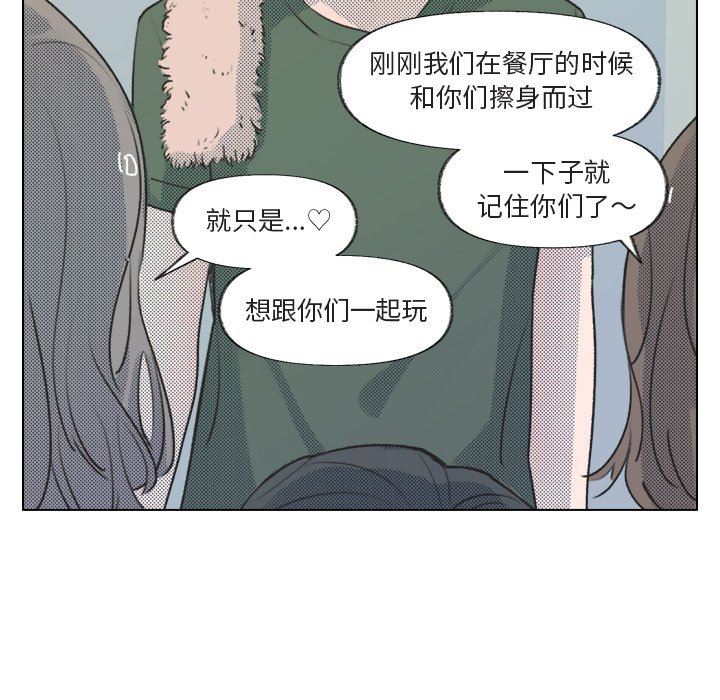 刚刚我们在餐厅的时候
和你们擦身而过
一下子就
记住你们了～
就只是...♡
想跟你们一起玩